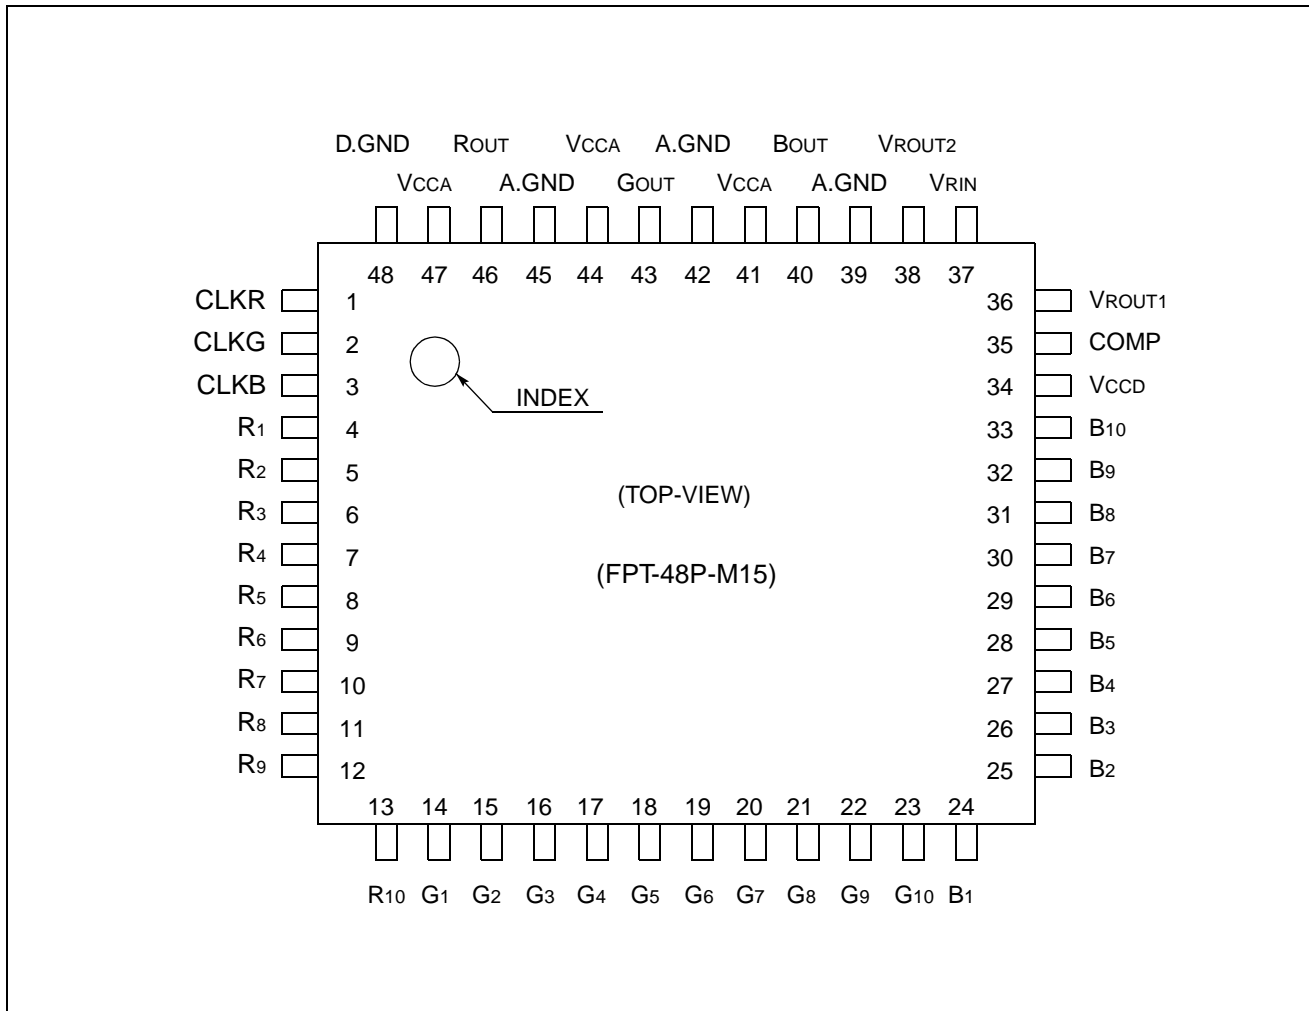 D.GND ROUT VCCA A.GND BOUT VROUT2
VCCA A.GND GOUT VCCA A.GND VRIN
48 47 46 45 44 43 42 41 40 39 38 37
CLKR 1 36 VROUT1
CLKG 2 35 COMP
CLKB 3 34 VCCD
INDEX
R1 4 33 B10
R2 5 32 B9
(TOP-VIEW)
R3 6 31 B8
R4 7 30 B7
(FPT-48P-M15)
R5 8 29 B6
R6 9 28 B5
R7 10 27 B4
R8 11 26 B3
R9 12 25 B2
13 14 15 16 17 18 19 20 21 22 23 24
R10 G1 G2 G3 G4 G5 G6 G7 G8 G9 G10 B1